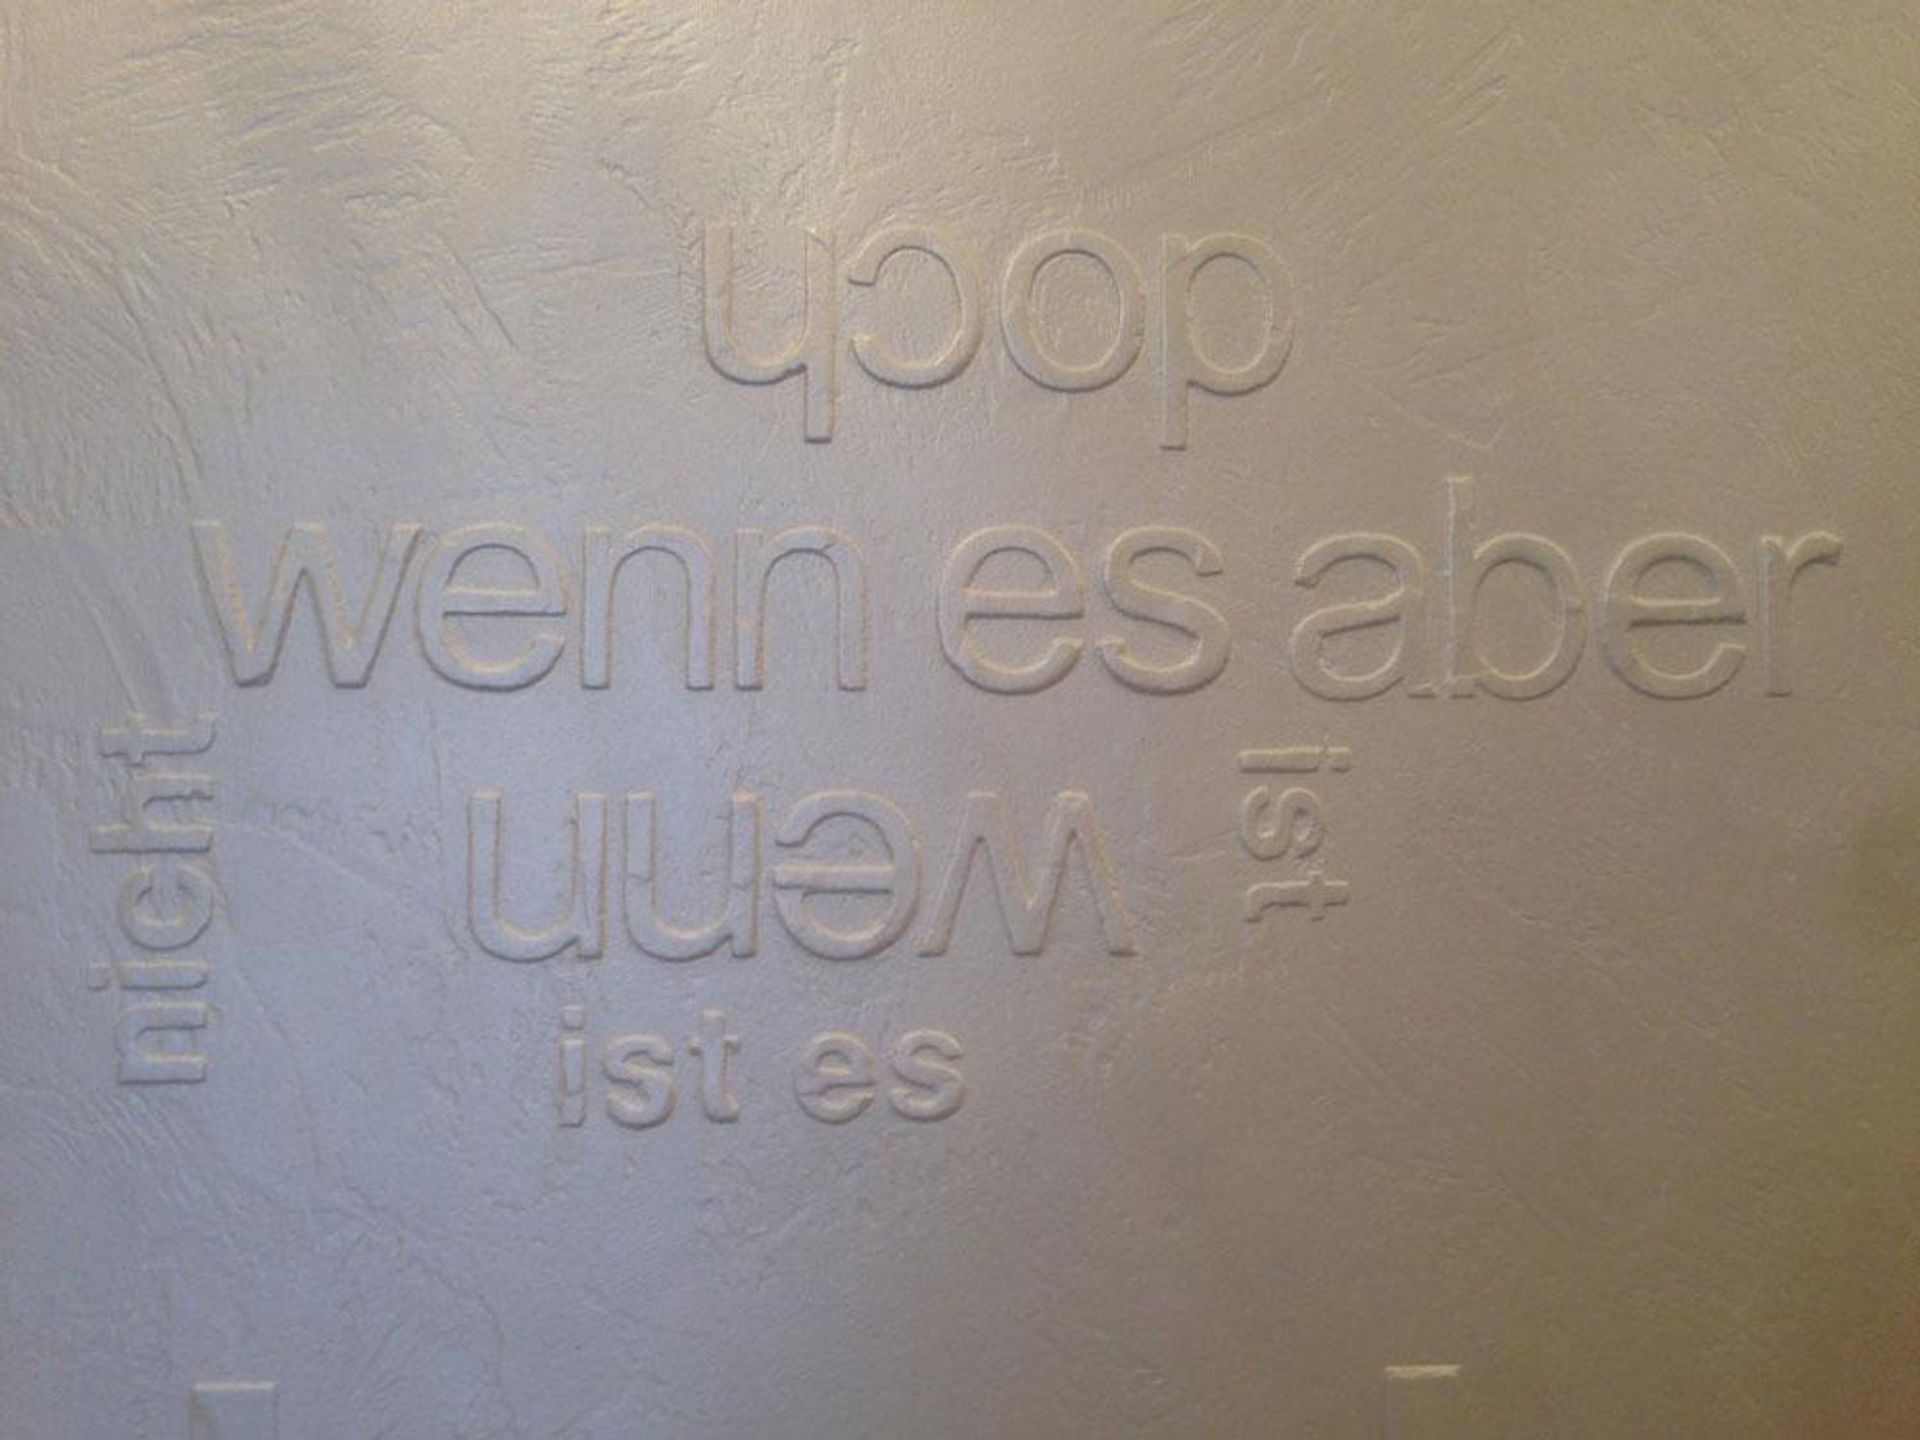 doch
wenn es aber
nicht
wenn
ist
ist es